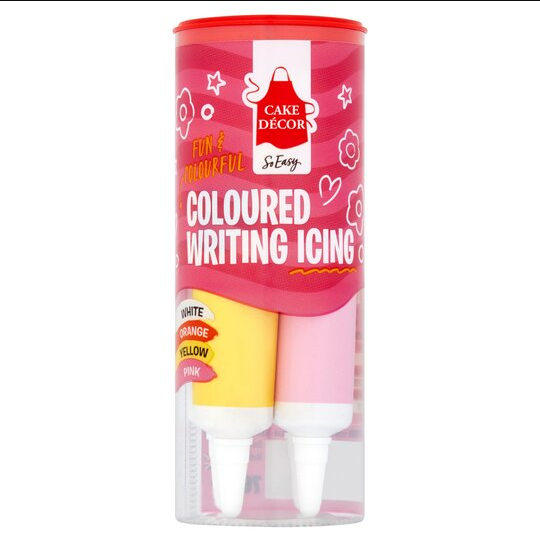 CAKE
DÉCOR
So Easy
FUN &
COLOURFUL
COLOURED
WRITING ICING
WHITE
ORANGE
YELLOW
PINK